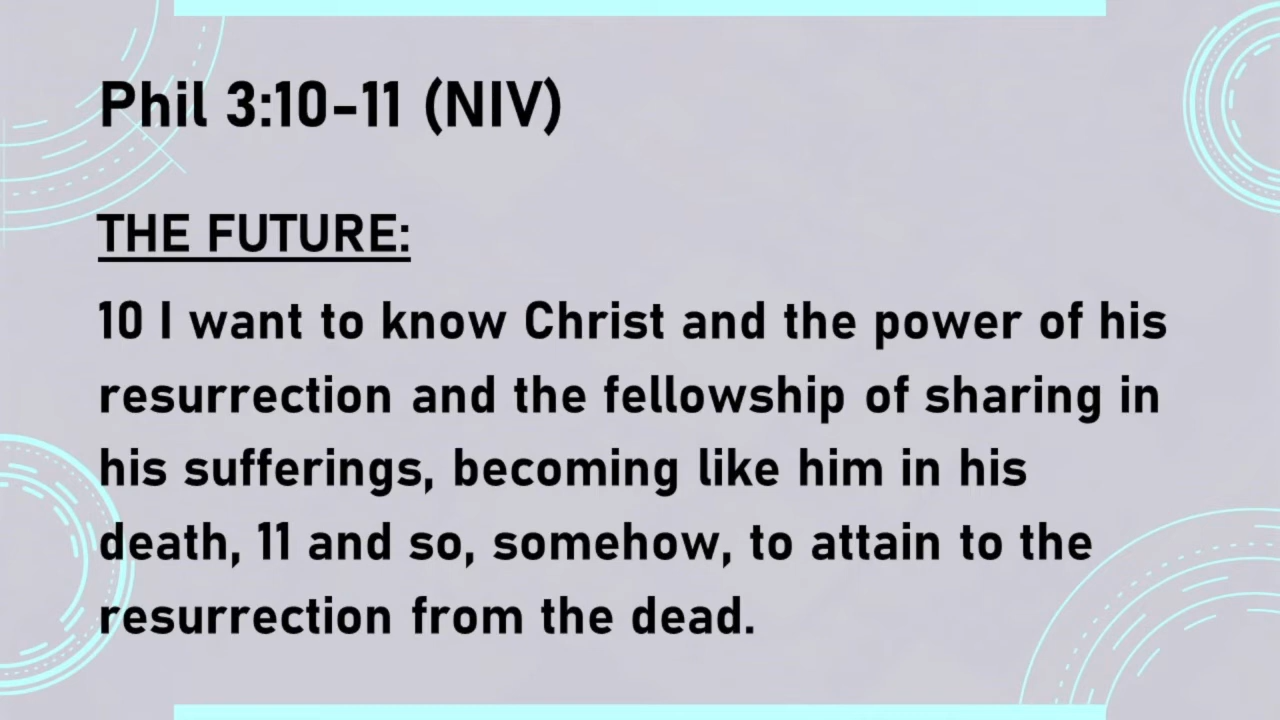 Phil 3:10-11 (NIV)
THE FUTURE:
10 I want to know Christ and the power of his
resurrection and the fellowship of sharing in
his sufferings, becoming like him in his
death, 11 and so, somehow, to attain to the
resurrection from the dead.